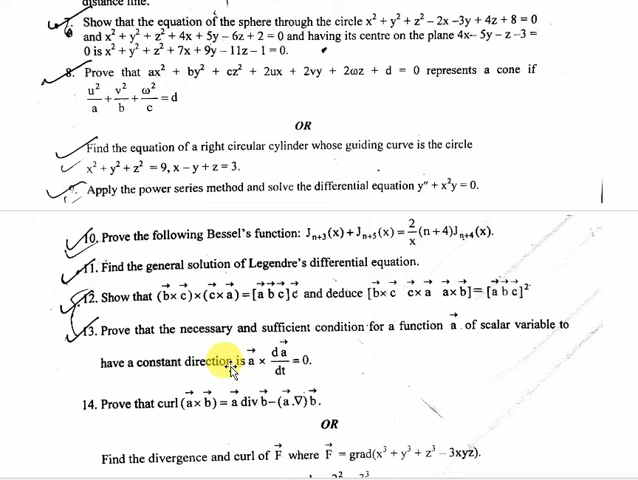 distance line.
7. Show that the equation of the sphere through the circle x² + y² + z² – 2x –3y + 4z + 8 = 0
and x² + y² + z² + 4x + 5y – 6z + 2 = 0 and having its centre on the plane 4x– 5y – z –3 =
0 is x² + y² + z² + 7x + 9y – 11z – 1 = 0.
8. Prove that ax² + by² + cz² + 2ux + 2vy + 2ωz + d = 0 represents a cone if
u²/a + v²/b + ω²/c = d
OR
Find the equation of a right circular cylinder whose guiding curve is the circle
x² + y² + z² = 9, x – y + z = 3.
9. Apply the power series method and solve the differential equation y″ + x²y = 0.
10. Prove the following Bessel's function: Jₙ₊₃(x) + Jₙ₊₅(x) = 2/x (n + 4)Jₙ₊₄(x).
11. Find the general solution of Legendre's differential equation.
12. Show that (b⃗ × c⃗) × (c⃗ × a⃗) = [a⃗ b⃗ c⃗] c⃗ and deduce [b⃗ × c⃗ c⃗ × a⃗ a⃗ × b⃗] = [a⃗ b⃗ c⃗]²
13. Prove that the necessary and sufficient condition for a function a⃗ of scalar variable to
have a constant direction is a⃗ × da⃗/dt = 0.
14. Prove that curl (a⃗ × b⃗) = a⃗ div b⃗ – (a⃗.∇) b⃗.
OR
Find the divergence and curl of F⃗ where F⃗ = grad(x³ + y³ + z³ – 3xyz).